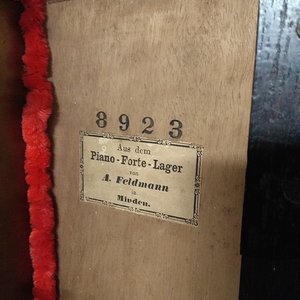 8923
Aus dem
Piano-Forte-Lager
von
A. Feldmann
in
Minden.